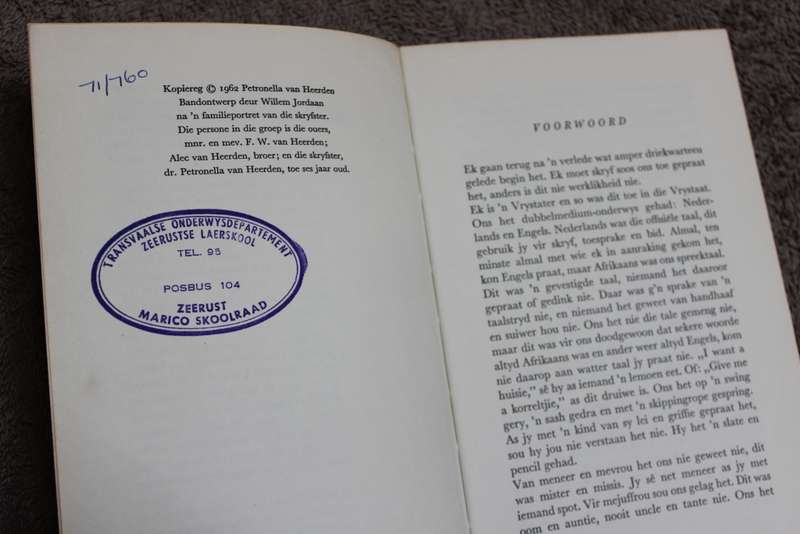 71/760
Kopiereg © 1962 Petronella van Heerden
Bandontwerp deur Willem Jordaan
na 'n familieportret van die skryfster.
Die persone in die groep is die ouers,
mnr. en mev. F. W. van Heerden;
Alec van Heerden, broer; en die skryfster,
dr. Petronella van Heerden, toe ses jaar oud.
TRANSVAALSE ONDERWYSDEPARTEMENT
ZEERUSTSE LAERSKOOL
TEL. 95
POSBUS 104
ZEERUST
MARICO SKOOLRAAD
VOORWOORD
Ek gaan terug na 'n verlede wat amper driekwarteeu
gelede begin het. Ek moet skryf soos ons toe gepraat
het, anders is dit nie werklikheid nie.
Ek is 'n Vrystater en so was dit toe in die Vrystaat.
Ons het dubbelmedium-onderwys gehad: Neder-
lands en Engels. Nederlands was die offisiële taal, dit
gebruik jy vir skryf, toesprake en bid. Almal, ten
minste almal met wie ek in aanraking gekom het,
kon Engels praat, maar Afrikaans was ons spreektaal.
Dit was 'n gevestigde taal, niemand het daaroor
gepraat of gedink nie. Daar was g'n sprake van 'n
taalstryd nie, en niemand het geweet van handhaaf
en suiwer hou nie. Ons het nie die tale gemeng nie,
maar dit was vir ons doodgewoon dat sekere woorde
altyd Afrikaans was en ander weer altyd Engels, kom
nie daarop aan watter taal jy praat nie. „I want a
huisie,” sê hy as iemand 'n lemoen eet. Of: „Give me
a korreltjie,” as dit druiwe is. Ons het op 'n swing
gery, 'n sash gedra en met 'n skippingrope gespring.
As jy met 'n kind van sy lei en griffie gepraat het,
sou hy jou nie verstaan het nie. Hy het 'n slate en
pencil gehad.
Van meneer en mevrou het ons nie geweet nie, dit
was mister en missis. Jy sê net meneer as jy met
iemand spot. Vir mejuffrou sou ons gelag het. Dit was
oom en auntie, nooit uncle en tante nie. Ons het